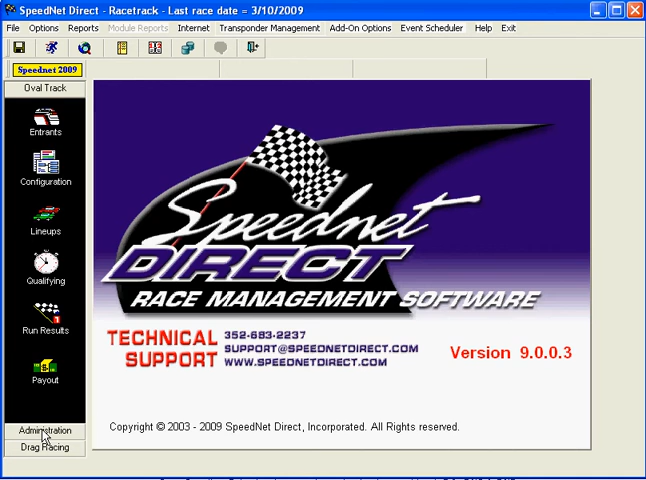 SpeedNet Direct - Racetrack - Last race date = 3/10/2009
File Options Reports Module Reports Internet Transponder Management Add-On Options Event Scheduler Help Exit
Speednet 2009
Oval Track
Entrants
Configuration
Lineups
Qualifying
Run Results
Payout
Administration
Drag Racing
Speednet
DIRECT
RACE MANAGEMENT SOFTWARE
TECHNICAL SUPPORT
352-683-2237
SUPPORT@SPEEDNETDIRECT.COM
WWW.SPEEDNETDIRECT.COM
Version 9.0.0.3
Copyright © 2003 - 2009 SpeedNet Direct, Incorporated. All Rights reserved.